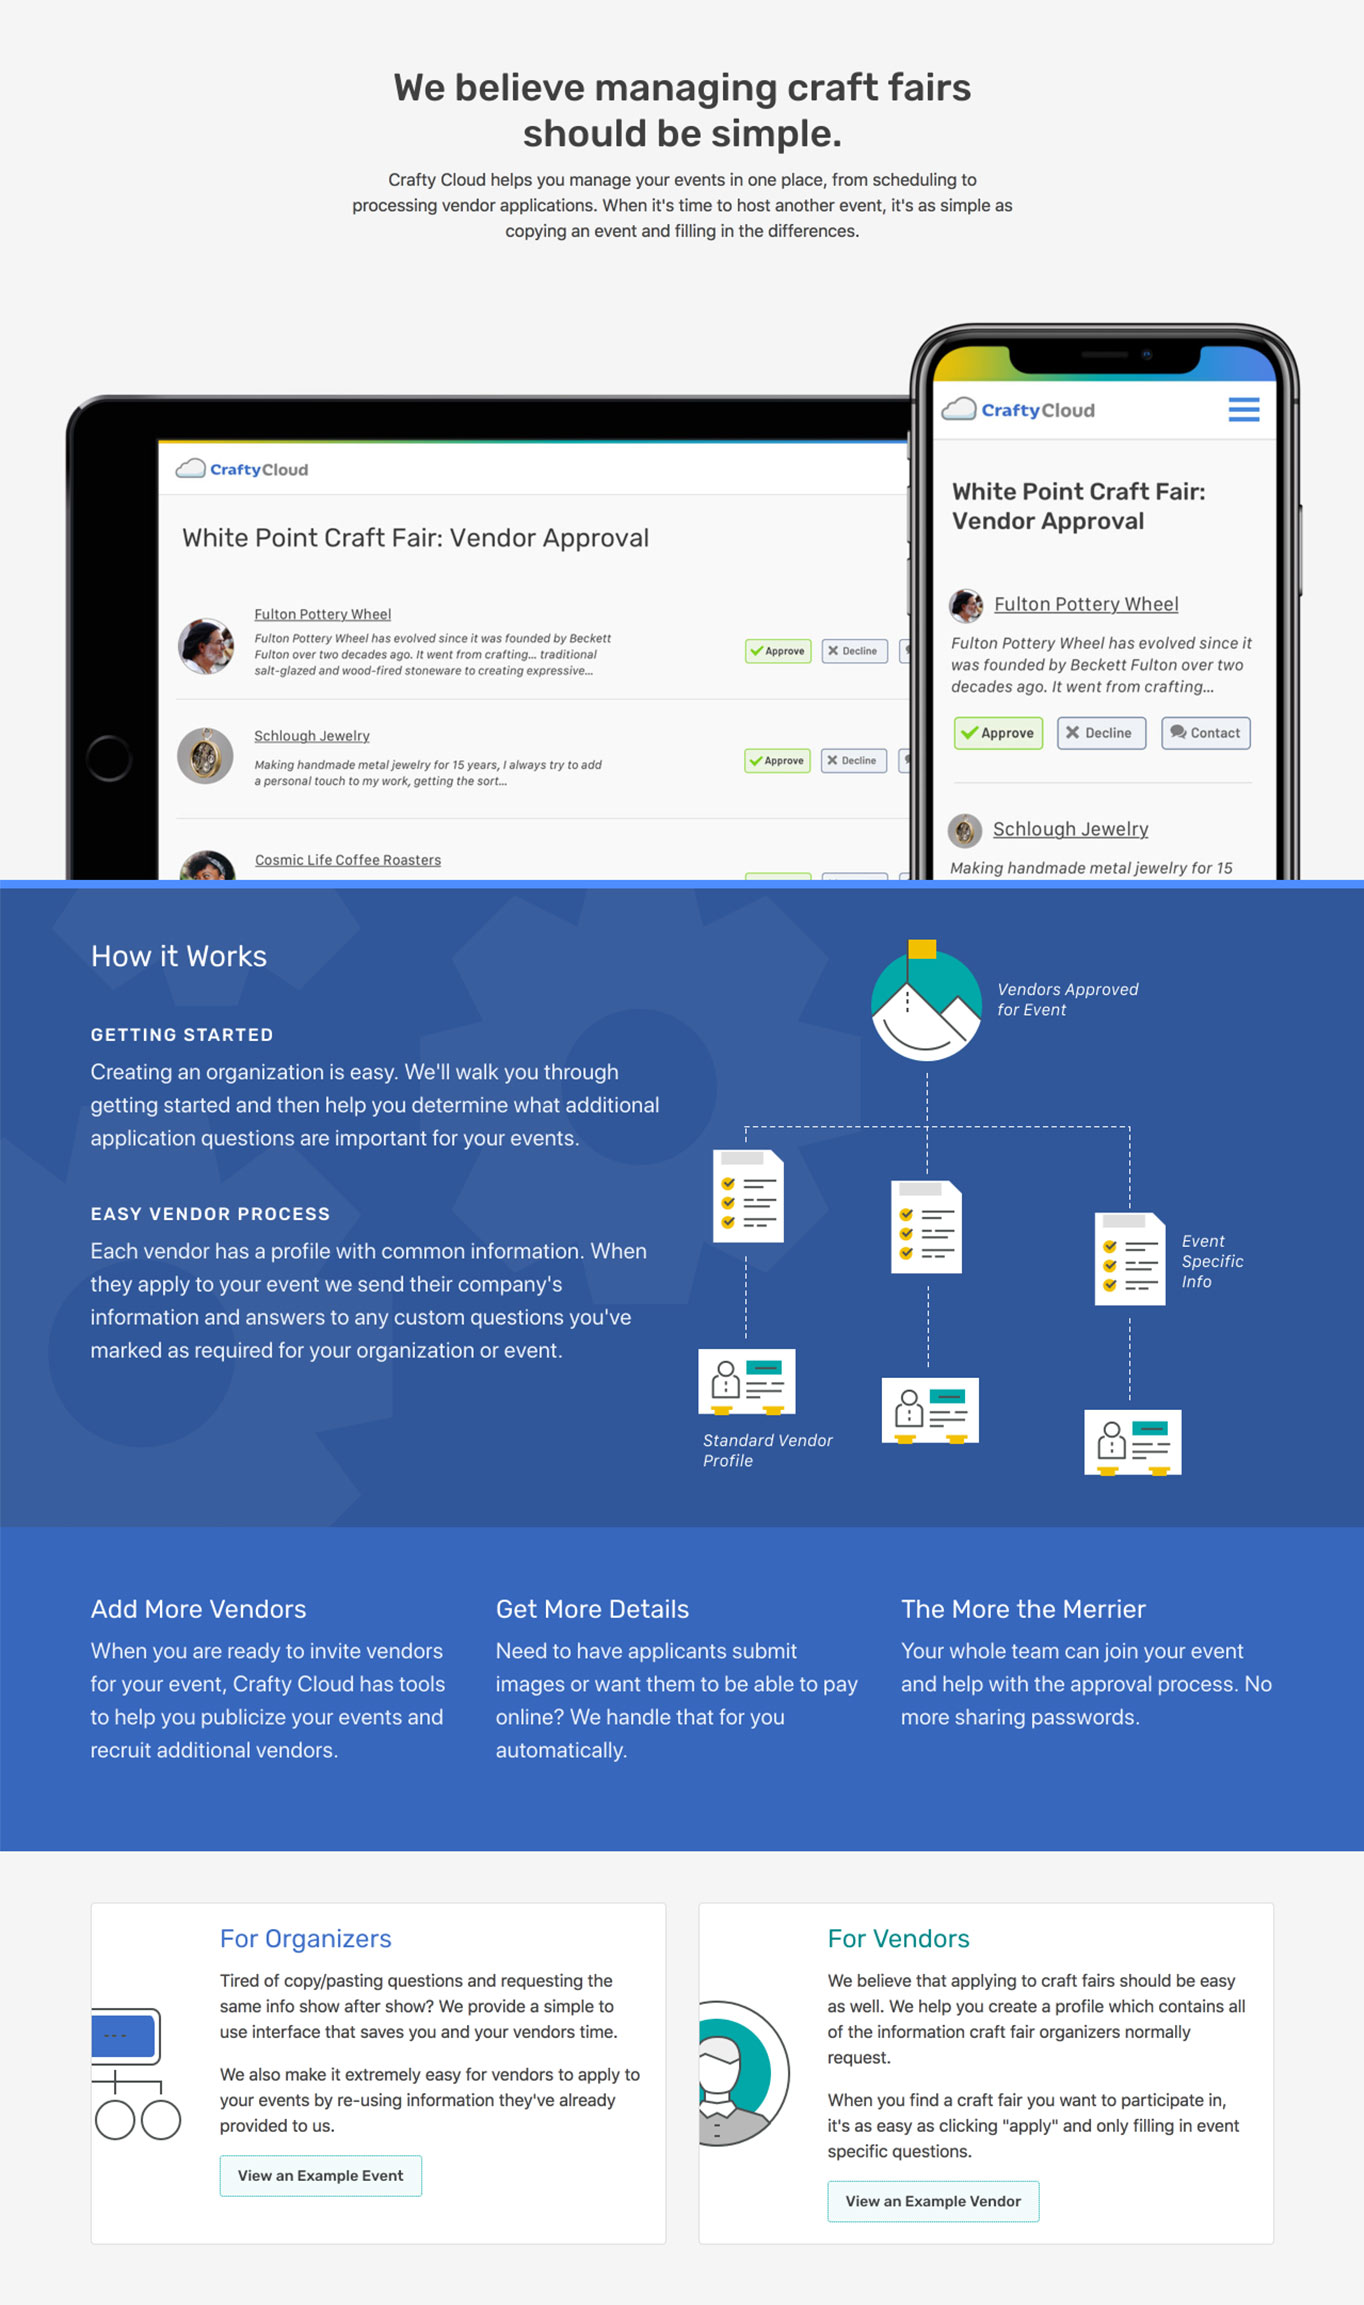 We believe managing craft fairs
should be simple.
Crafty Cloud helps you manage your events in one place, from scheduling to
processing vendor applications. When it's time to host another event, it's as simple as
copying an event and filling in the differences.
CraftyCloud
White Point Craft Fair: Vendor Approval
Fulton Pottery Wheel
Fulton Pottery Wheel has evolved since it was founded by Beckett
Fulton over two decades ago. It went from crafting... traditional
salt-glazed and wood-fired stoneware to creating expressive...
Approve
Decline
Schlough Jewelry
Making handmade metal jewelry for 15 years, I always try to add
a personal touch to my work, getting the sort...
Approve
Decline
Cosmic Life Coffee Roasters
CraftyCloud
White Point Craft Fair:
Vendor Approval
Fulton Pottery Wheel
Fulton Pottery Wheel has evolved since it
was founded by Beckett Fulton over two
decades ago. It went from crafting...
Approve
Decline
Contact
Schlough Jewelry
Making handmade metal jewelry for 15
How it Works
GETTING STARTED
Creating an organization is easy. We'll walk you through
getting started and then help you determine what additional
application questions are important for your events.
EASY VENDOR PROCESS
Each vendor has a profile with common information. When
they apply to your event we send their company's
information and answers to any custom questions you've
marked as required for your organization or event.
Vendors Approved
for Event
Event
Specific
Info
Standard Vendor
Profile
Add More Vendors
When you are ready to invite vendors
for your event, Crafty Cloud has tools
to help you publicize your events and
recruit additional vendors.
Get More Details
Need to have applicants submit
images or want them to be able to pay
online? We handle that for you
automatically.
The More the Merrier
Your whole team can join your event
and help with the approval process. No
more sharing passwords.
For Organizers
Tired of copy/pasting questions and requesting the
same info show after show? We provide a simple to
use interface that saves you and your vendors time.
We also make it extremely easy for vendors to apply to
your events by re-using information they've already
provided to us.
View an Example Event
For Vendors
We believe that applying to craft fairs should be easy
as well. We help you create a profile which contains all
of the information craft fair organizers normally
request.
When you find a craft fair you want to participate in,
it's as easy as clicking "apply" and only filling in event
specific questions.
View an Example Vendor